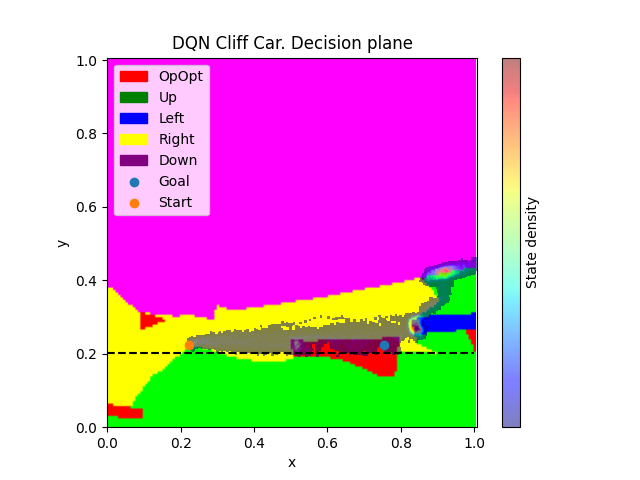 DQN Cliff Car. Decision plane
1.0
0.8
0.6
0.4
0.2
0.0
y
OpOpt
Up
Left
Right
Down
Goal
Start
State density
0.0 0.2 0.4 0.6 0.8 1.0
x